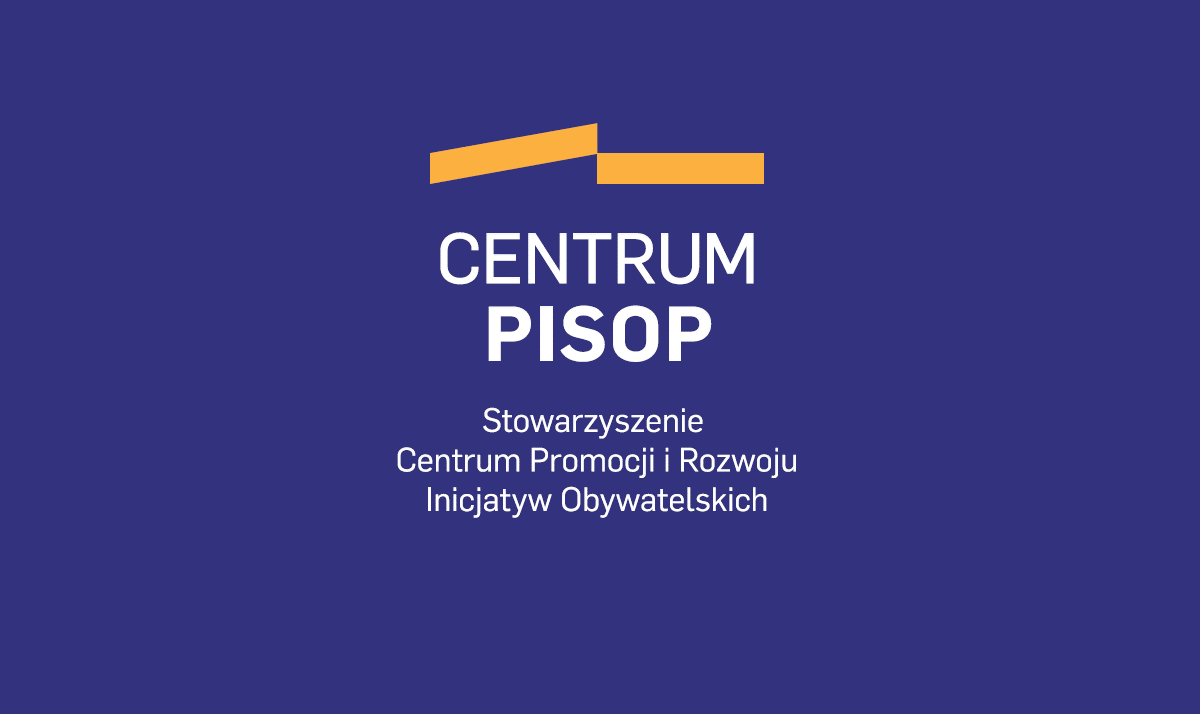 CENTRUM
PISOP
Stowarzyszenie
Centrum Promocji i Rozwoju
Inicjatyw Obywatelskich